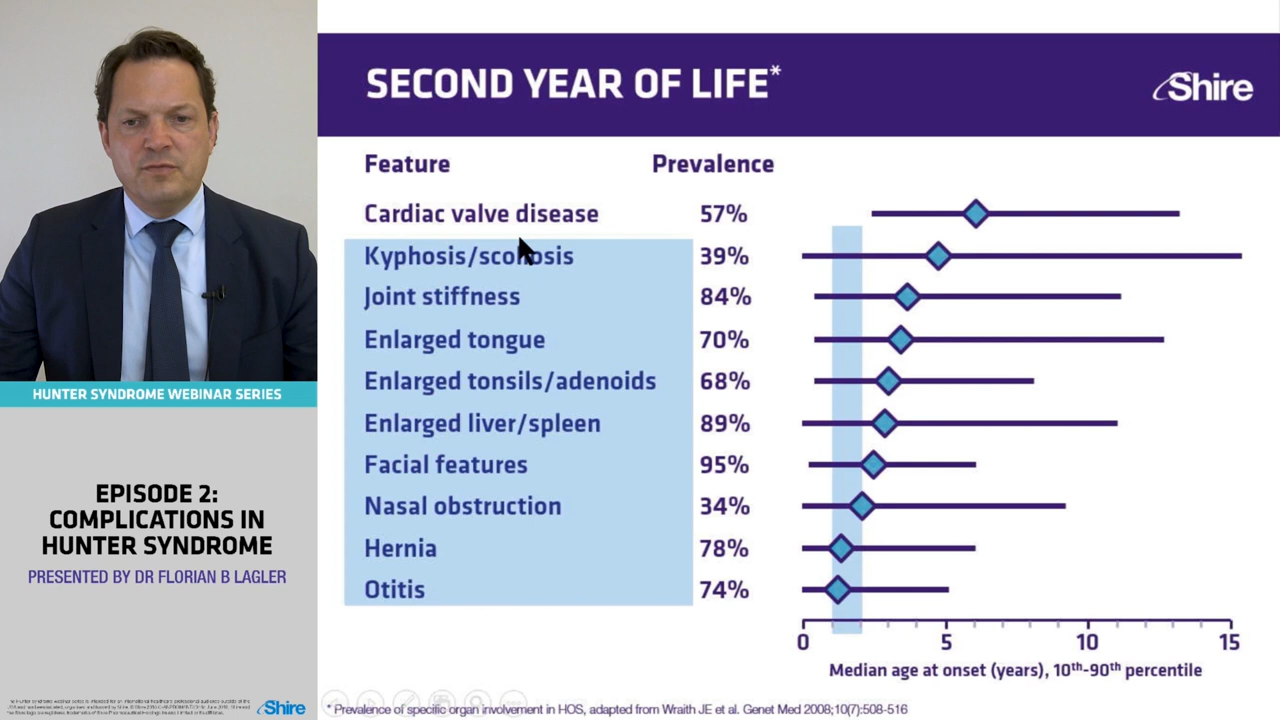 SECOND YEAR OF LIFE*
Shire
Feature Prevalence
Cardiac valve disease 57%
Kyphosis/scoliosis 39%
Joint stiffness 84%
Enlarged tongue 70%
Enlarged tonsils/adenoids 68%
Enlarged liver/spleen 89%
Facial features 95%
Nasal obstruction 34%
Hernia 78%
Otitis 74%
0 5 10 15
Median age at onset (years), 10th-90th percentile
* Prevalence of specific organ involvement in HOS, adapted from Wraith JE et al. Genet Med 2008;10(7):508-516
HUNTER SYNDROME WEBINAR SERIES
EPISODE 2:
COMPLICATIONS IN
HUNTER SYNDROME
PRESENTED BY DR FLORIAN B LAGLER
Shire